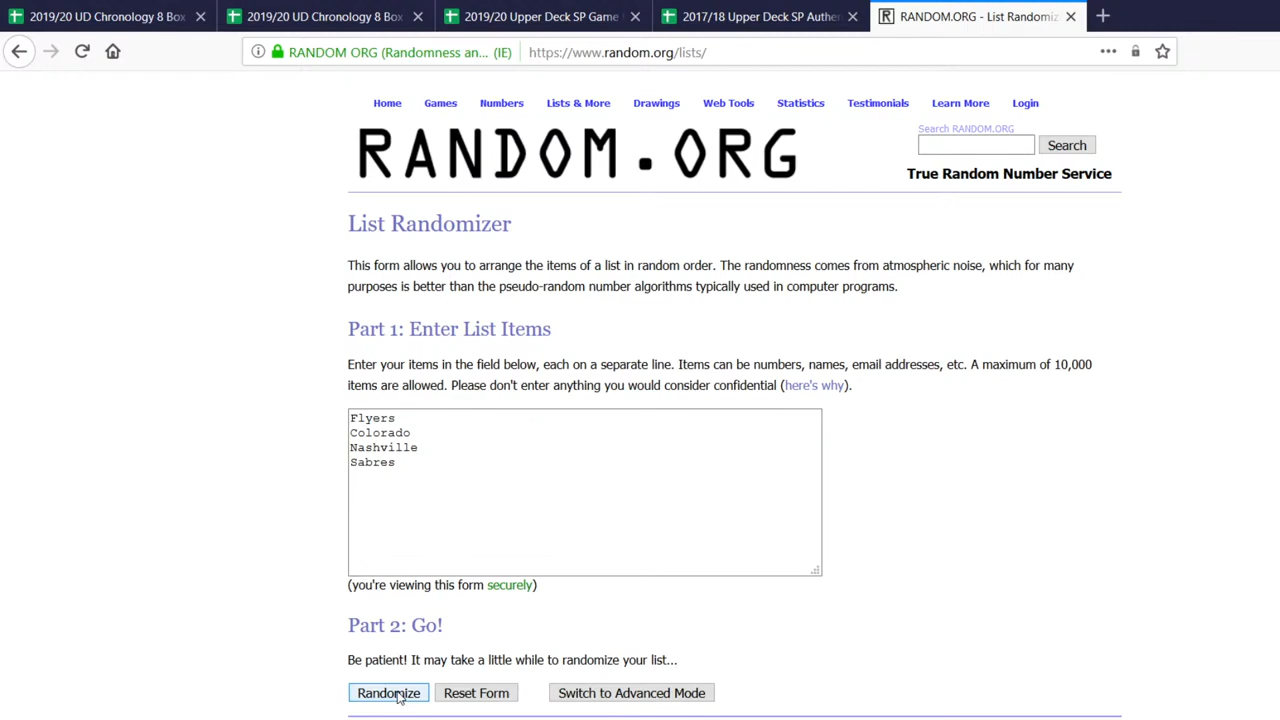 2019/20 UD Chronology 8 Box
2019/20 UD Chronology 8 Box
2019/20 Upper Deck SP Game
2017/18 Upper Deck SP Authen
RANDOM.ORG - List Randomiz
RANDOM ORG (Randomness an... (IE)
https://www.random.org/lists/
Home Games Numbers Lists & More Drawings Web Tools Statistics Testimonials Learn More Login
RANDOM.ORG
Search RANDOM.ORG
Search
True Random Number Service
List Randomizer
This form allows you to arrange the items of a list in random order. The randomness comes from atmospheric noise, which for many
purposes is better than the pseudo-random number algorithms typically used in computer programs.
Part 1: Enter List Items
Enter your items in the field below, each on a separate line. Items can be numbers, names, email addresses, etc. A maximum of 10,000
items are allowed. Please don't enter anything you would consider confidential (here's why).
Flyers
Colorado
Nashville
Sabres
(you're viewing this form securely)
Part 2: Go!
Be patient! It may take a little while to randomize your list...
Randomize Reset Form Switch to Advanced Mode